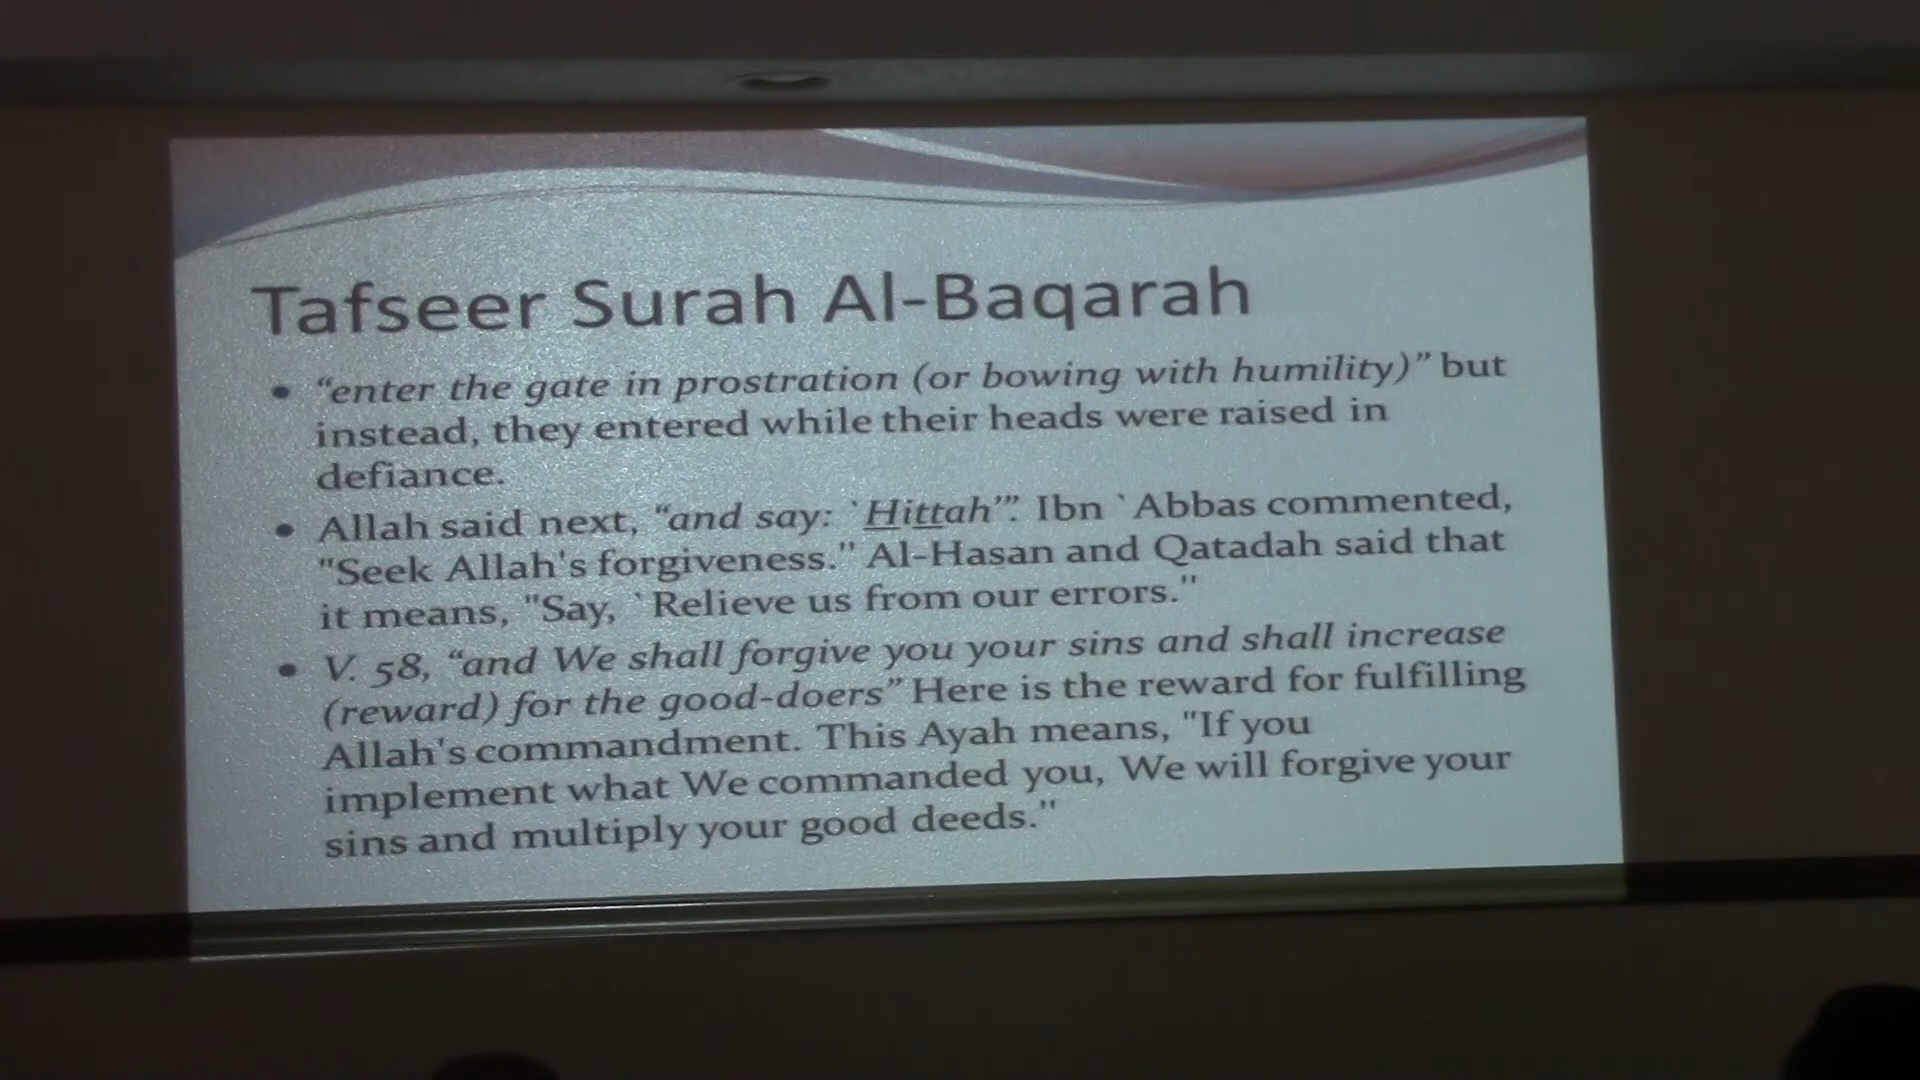 Tafseer Surah Al-Baqarah
• “enter the gate in prostration (or bowing with humility)” but
instead, they entered while their heads were raised in
defiance.
• Allah said next, “and say: `Hittah’”. Ibn `Abbas commented,
"Seek Allah's forgiveness." Al-Hasan and Qatadah said that
it means, "Say, `Relieve us from our errors."
• V. 58, “and We shall forgive you your sins and shall increase
(reward) for the good-doers” Here is the reward for fulfilling
Allah's commandment. This Ayah means, "If you
implement what We commanded you, We will forgive your
sins and multiply your good deeds."